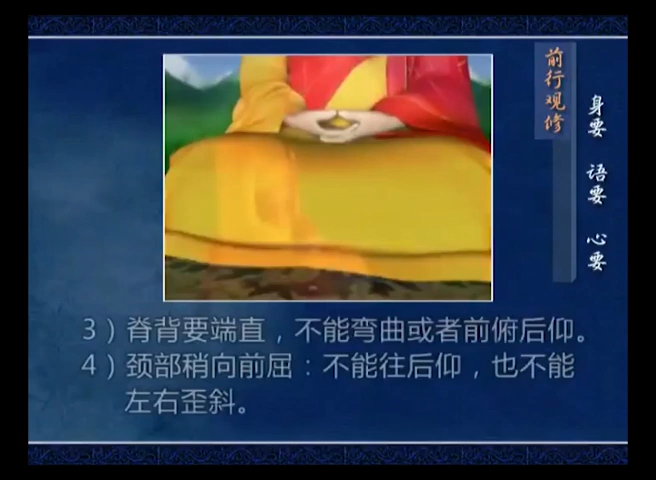 前行观修
身要 语要 心要
3）脊背要端直，不能弯曲或者前俯后仰。
4）颈部稍向前屈：不能往后仰，也不能
左右歪斜。